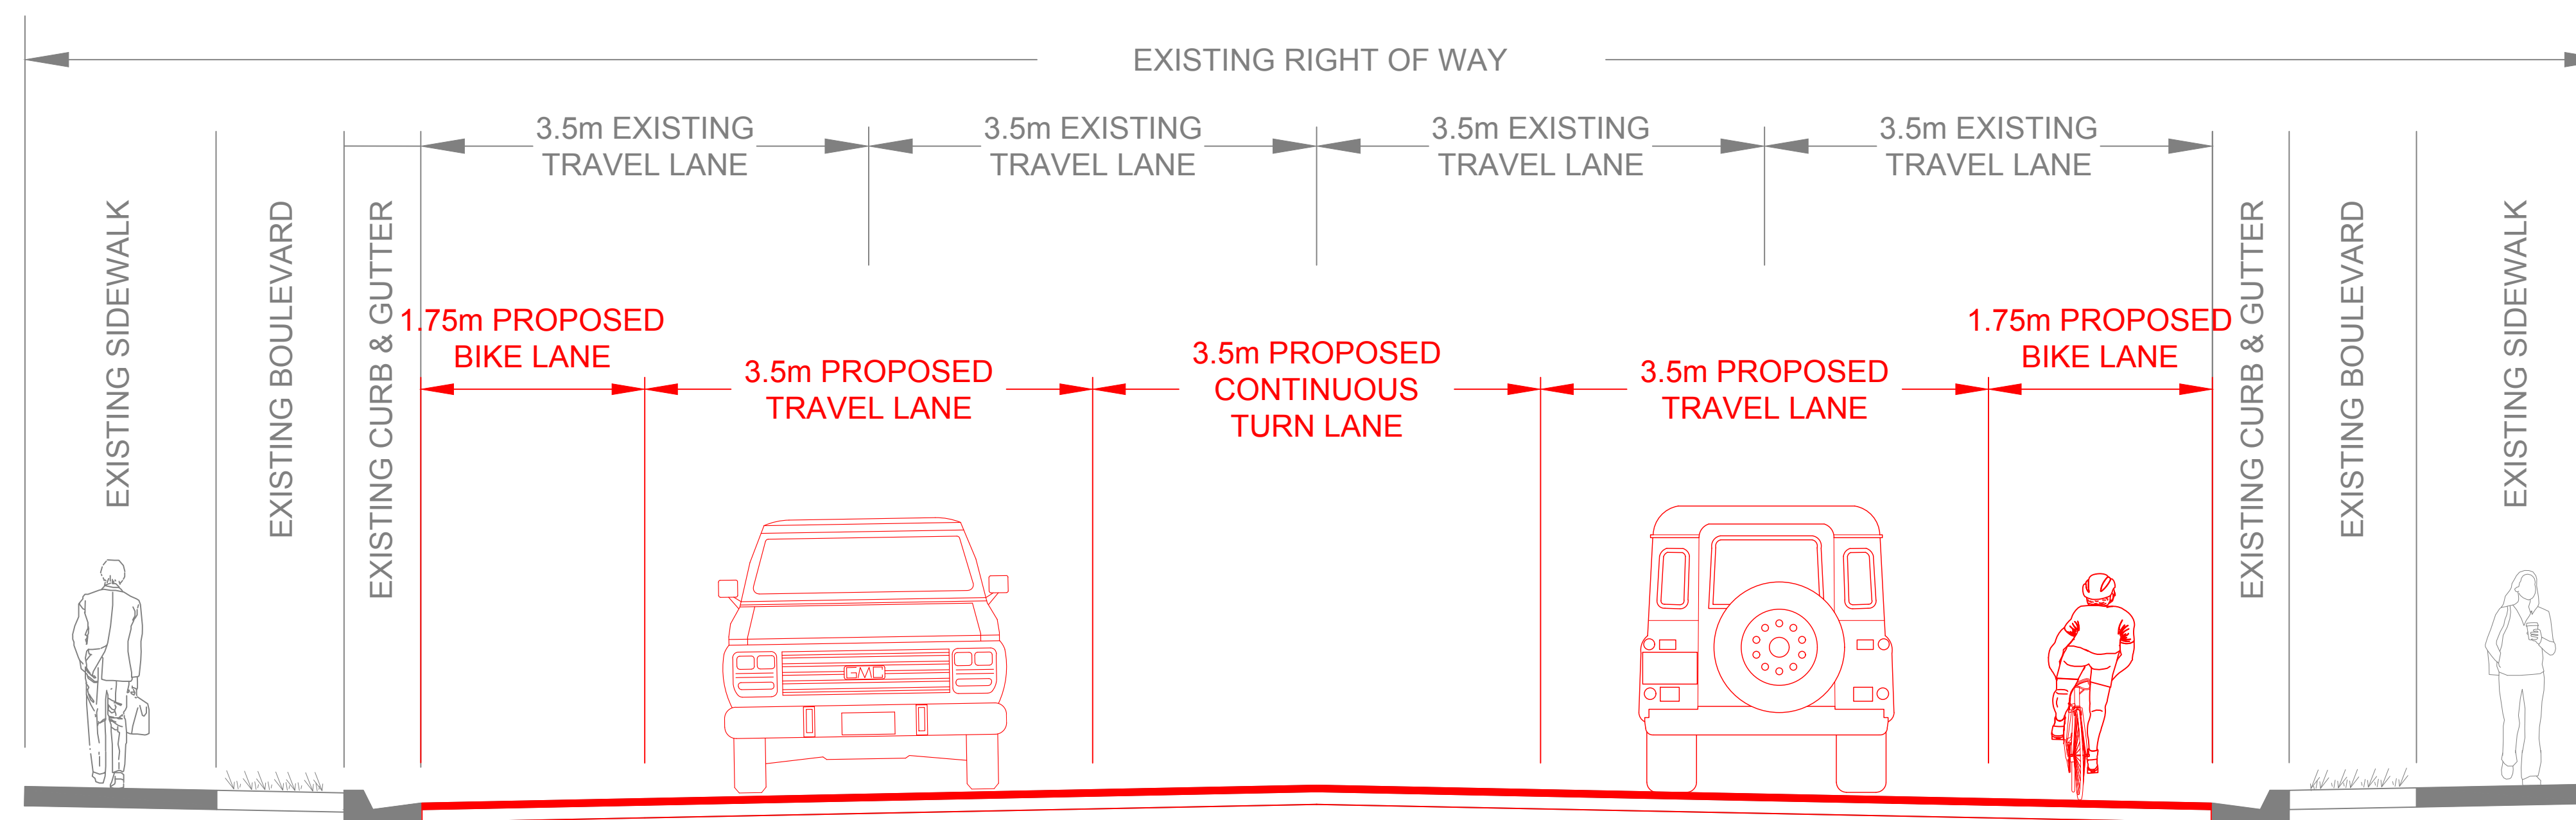 EXISTING RIGHT OF WAY
3.5m EXISTING
TRAVEL LANE
3.5m EXISTING
TRAVEL LANE
3.5m EXISTING
TRAVEL LANE
3.5m EXISTING
TRAVEL LANE
EXISTING SIDEWALK
EXISTING BOULEVARD
EXISTING CURB & GUTTER
1.75m PROPOSED
BIKE LANE
3.5m PROPOSED
TRAVEL LANE
3.5m PROPOSED
CONTINUOUS
TURN LANE
3.5m PROPOSED
TRAVEL LANE
1.75m PROPOSED
BIKE LANE
EXISTING CURB & GUTTER
EXISTING BOULEVARD
EXISTING SIDEWALK
GMC